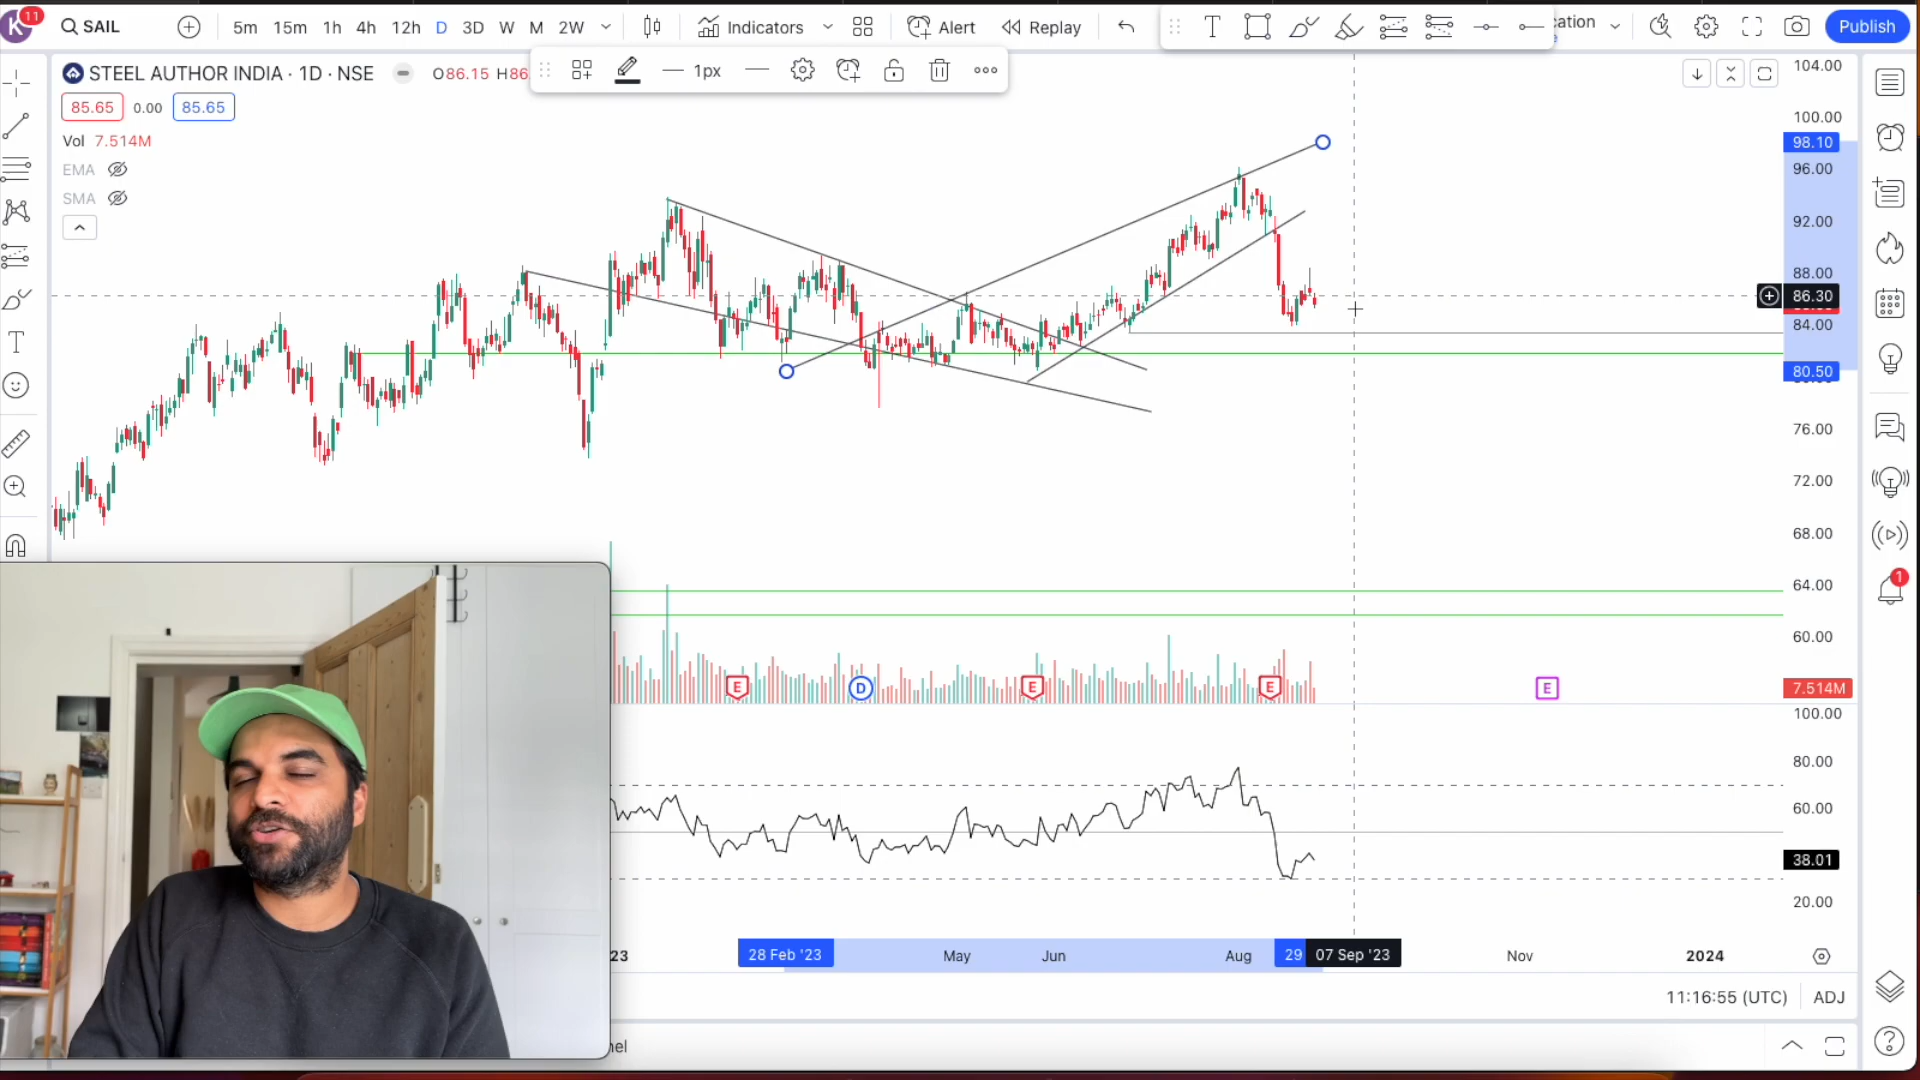 K 11 SAIL 5m 15m 1h 4h 12h D 3D W M 2W Indicators Alert Replay cation Publish
STEEL AUTHOR INDIA · 1D · NSE O86.15 H86 1px
85.65 0.00 85.65
Vol 7.514M
EMA
SMA
104.00
100.00
98.10
96.00
92.00
88.00
86.30
84.00
80.50
76.00
72.00
68.00
64.00
60.00
E D E E E 7.514M
100.00
80.00
60.00
38.01
20.00
23 28 Feb '23 May Jun Aug 29 07 Sep '23 Nov 2024
11:16:55 (UTC) ADJ
nel
1